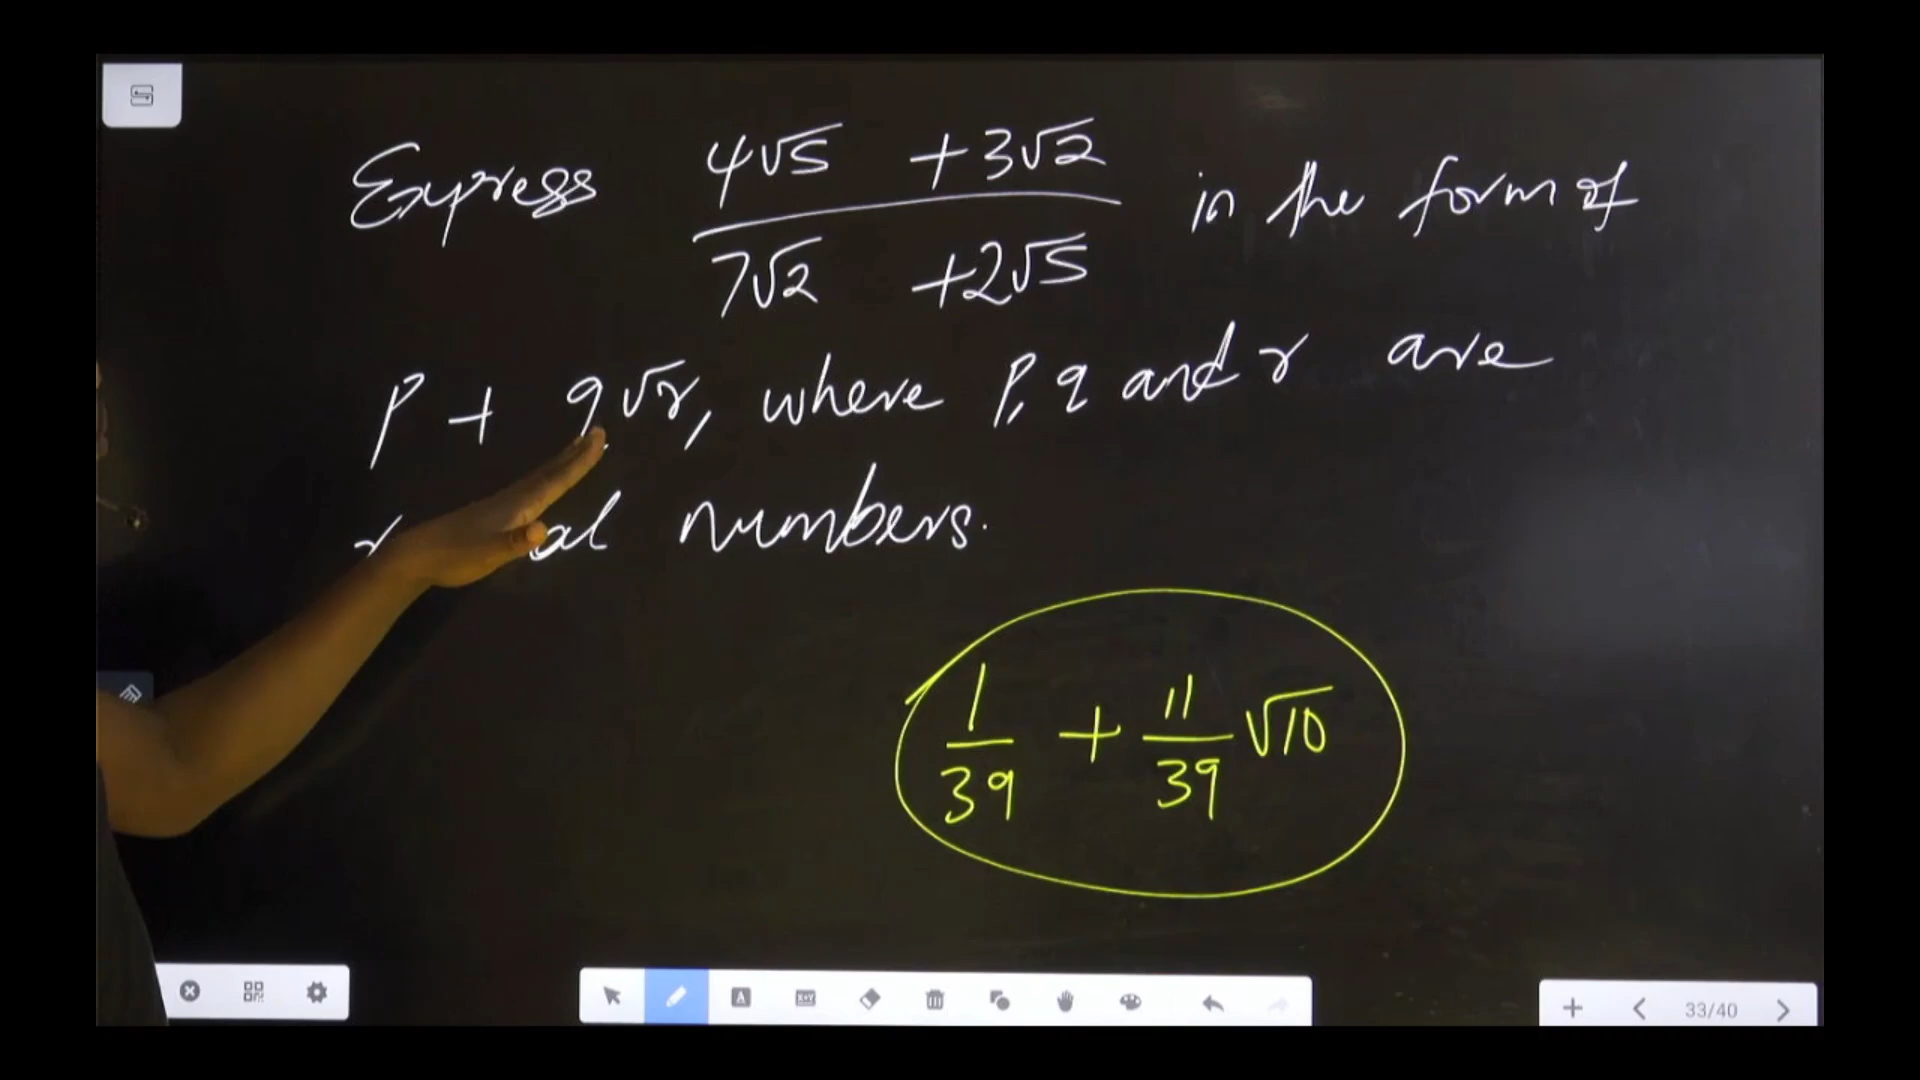 Express 4√5 + 3√2 / 7√2 + 2√5 in the form of
P + q√r, where P, q and r are
numbers.
1/39 + 11/39 √10
33/40